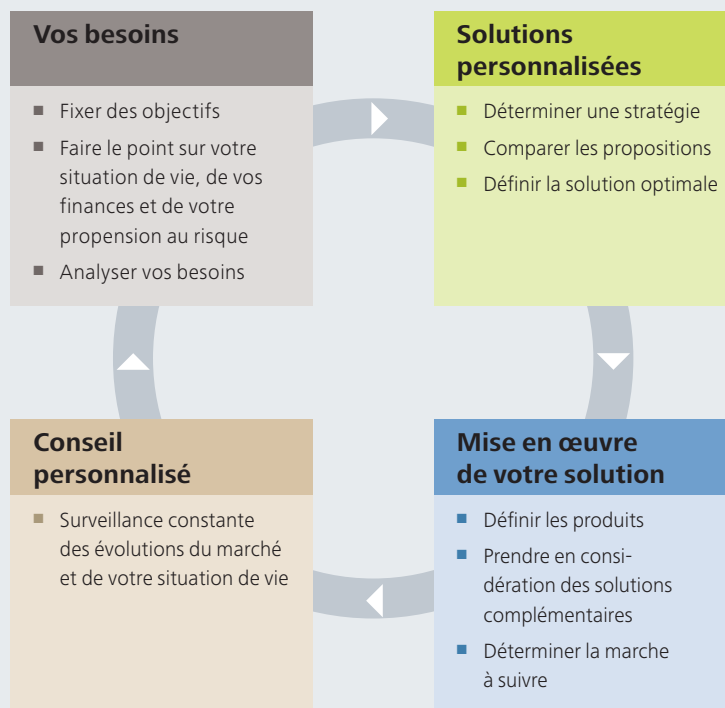 Vos besoins
■ Fixer des objectifs
■ Faire le point sur votre
situation de vie, de vos
finances et de votre
propension au risque
■ Analyser vos besoins
Solutions
personnalisées
■ Déterminer une stratégie
■ Comparer les propositions
■ Définir la solution optimale
Mise en œuvre
de votre solution
■ Définir les produits
■ Prendre en consi-
dération des solutions
complémentaires
■ Déterminer la marche
à suivre
Conseil
personnalisé
■ Surveillance constante
des évolutions du marché
et de votre situation de vie